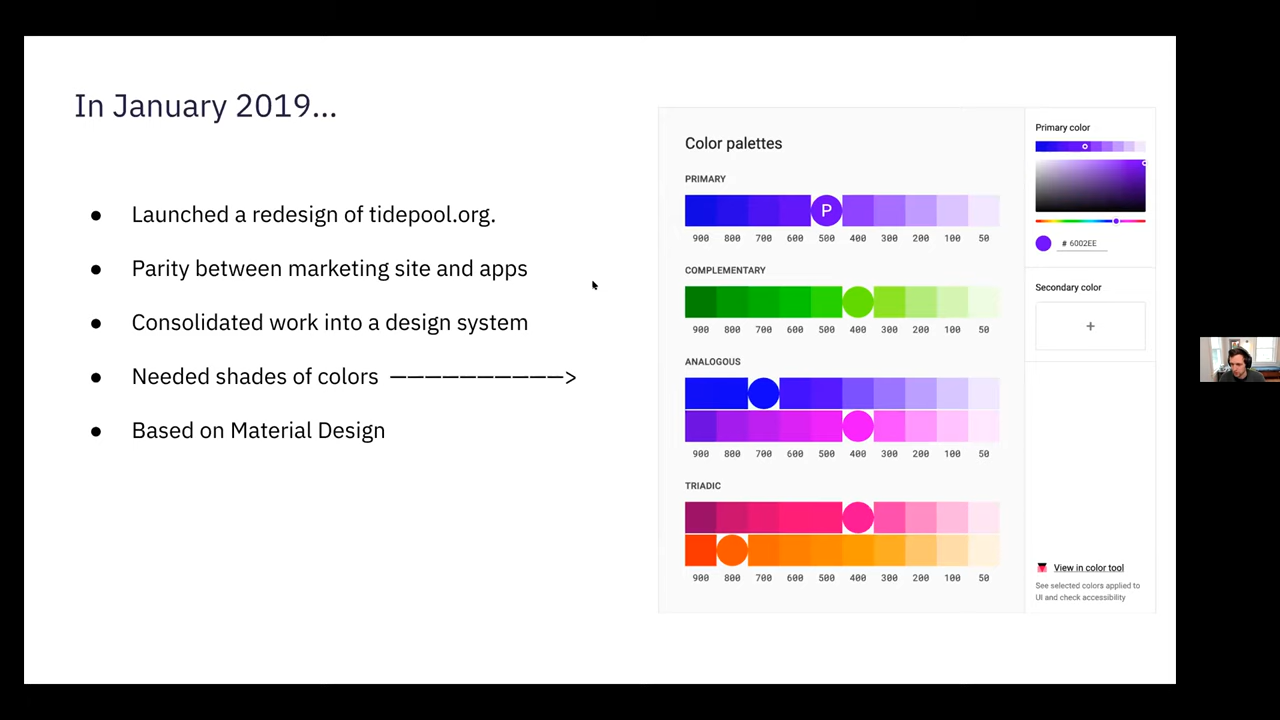 In January 2019...
● Launched a redesign of tidepool.org.
● Parity between marketing site and apps
● Consolidated work into a design system
● Needed shades of colors ——————————>
● Based on Material Design
Color palettes
PRIMARY
P
900 800 700 600 500 400 300 200 100 50
COMPLEMENTARY
900 800 700 600 500 400 300 200 100 50
ANALOGOUS
900 800 700 600 500 400 300 200 100 50
TRIADIC
900 800 700 600 500 400 300 200 100 50
Primary color
# 6002EE
Secondary color
+
View in color tool
See selected colors applied to
UI and check accessibility